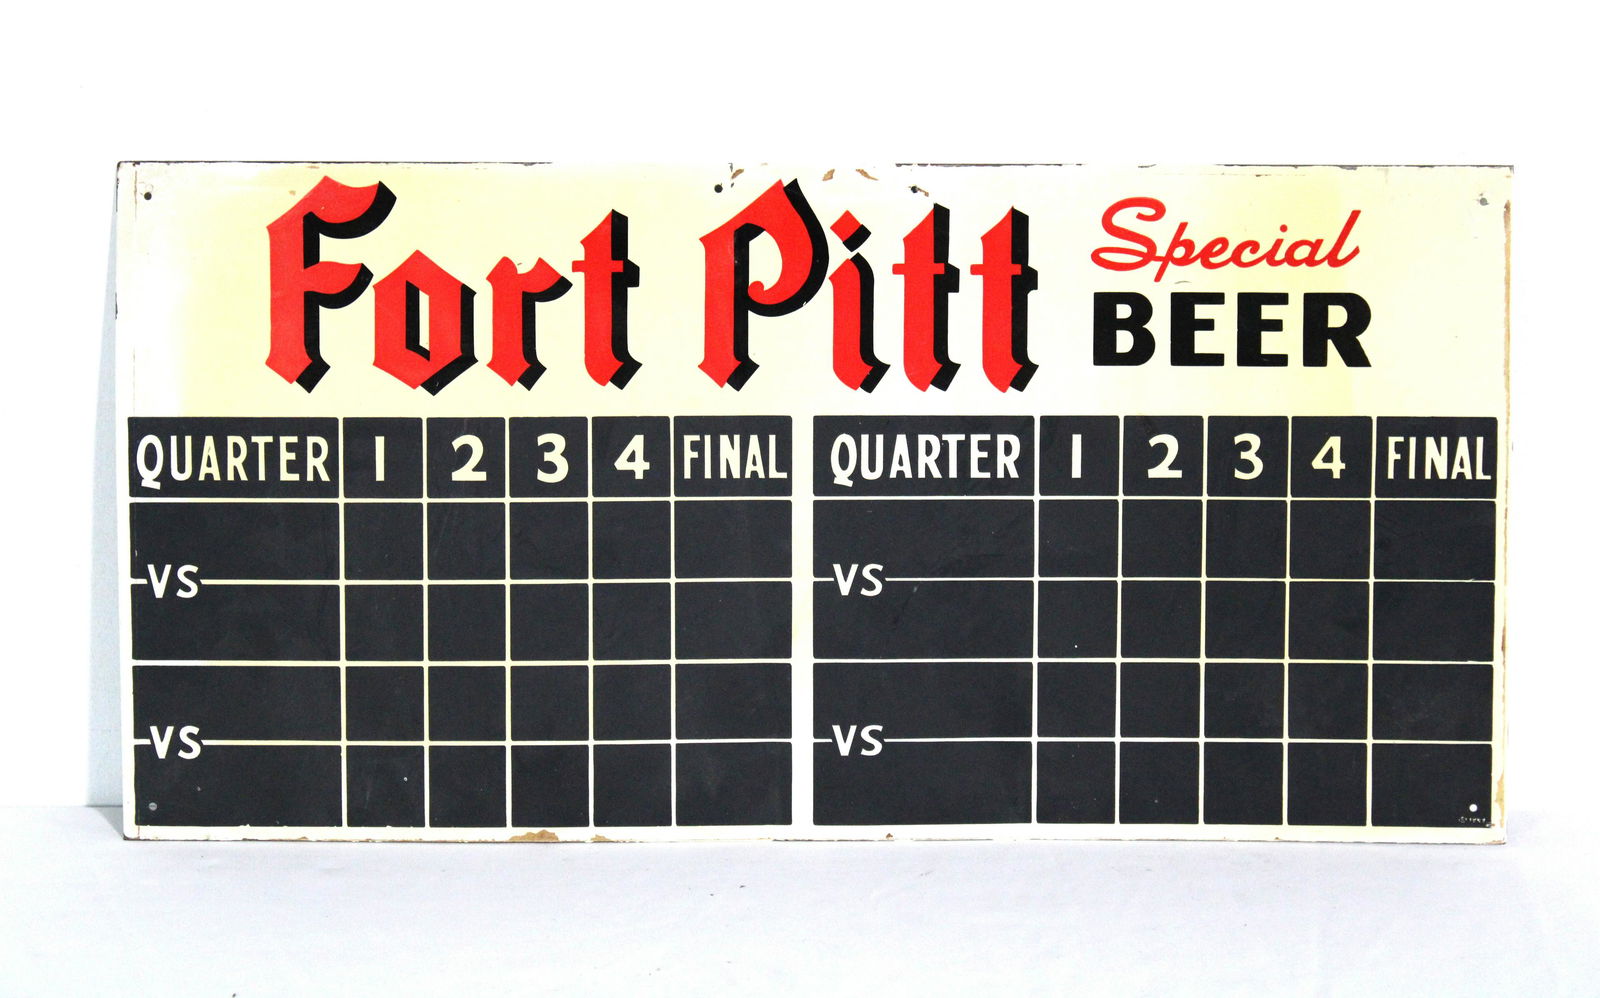 Fort Pitt Special
BEER
QUARTER 1 2 3 4 FINAL QUARTER 1 2 3 4 FINAL
VS VS
VS VS